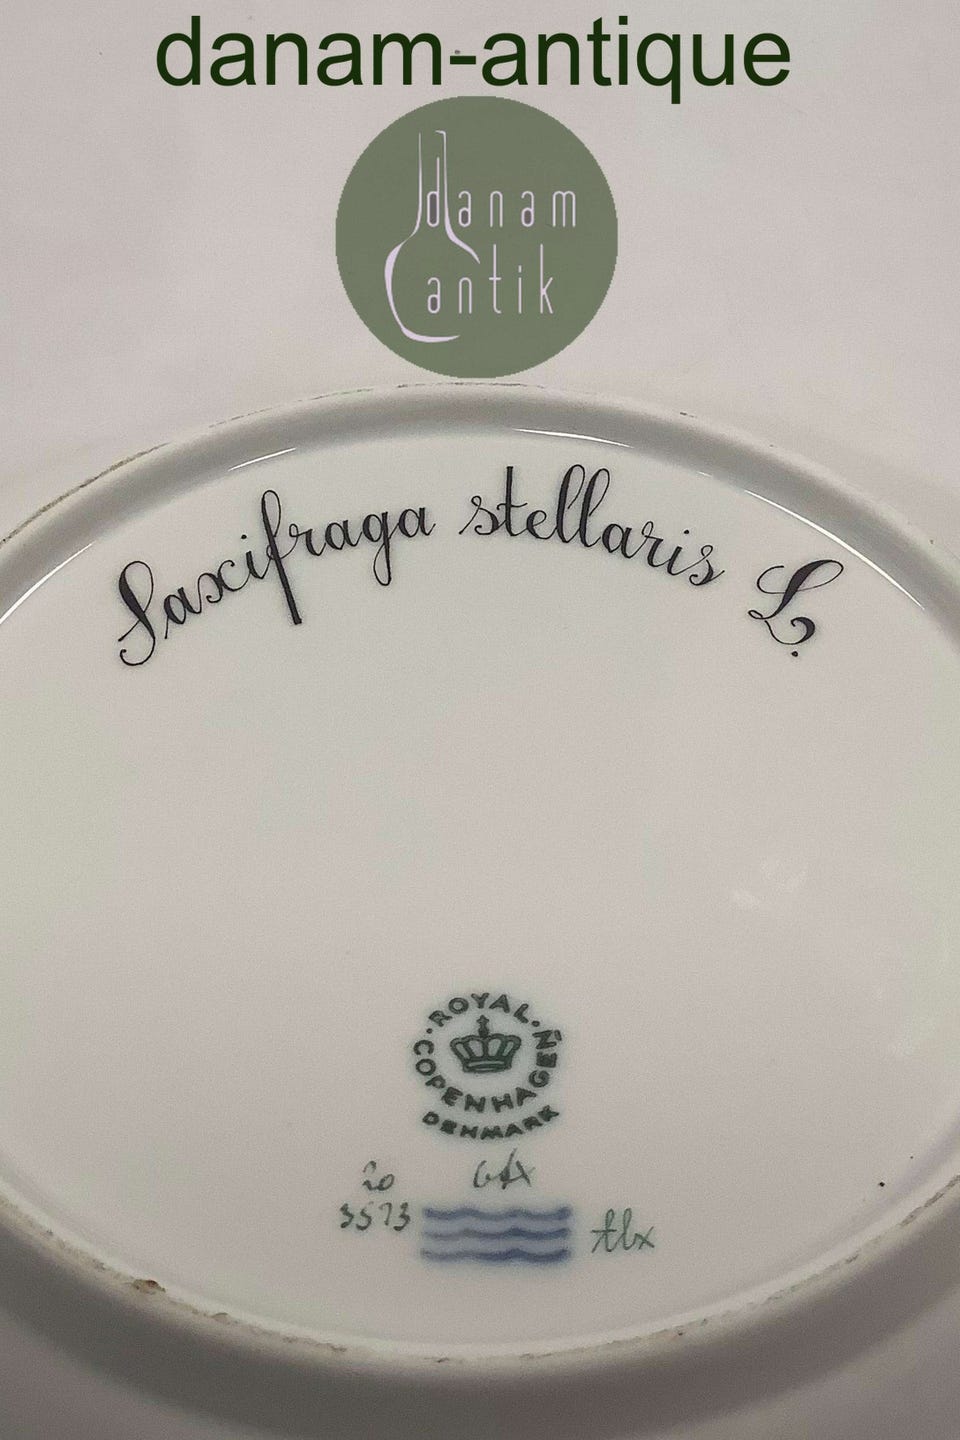 danam-antique
danam
antik
Saxifraga stellaris L.
ROYAL
COPENHAGEN
DENMARK
20
3573